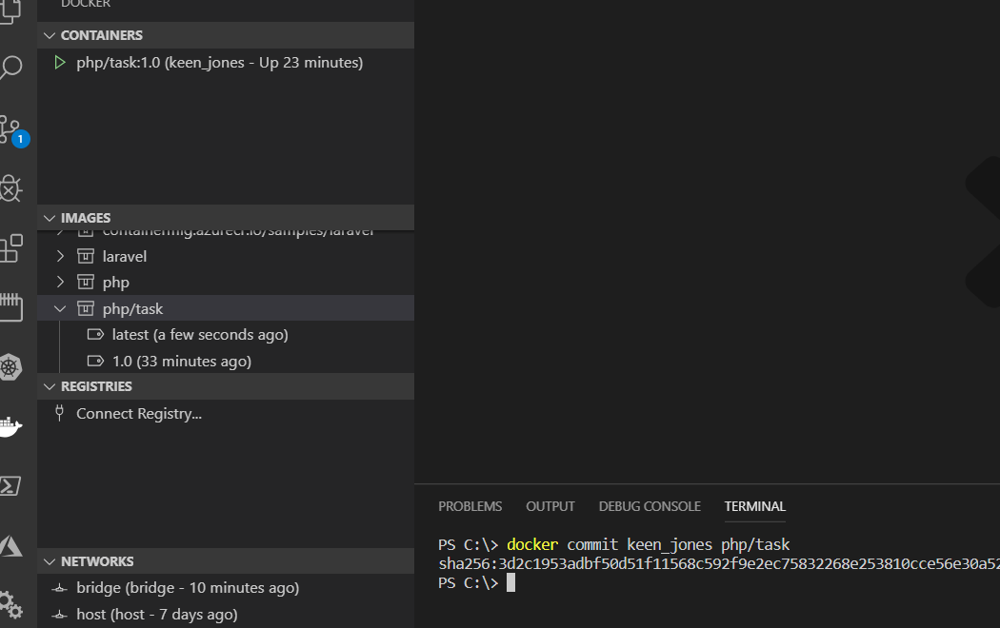 DOCKER
CONTAINERS
php/task:1.0 (keen_jones - Up 23 minutes)
1
IMAGES
containermig.azurecr.io/samples/laravel
laravel
php
php/task
latest (a few seconds ago)
1.0 (33 minutes ago)
REGISTRIES
Connect Registry...
NETWORKS
bridge (bridge - 10 minutes ago)
host (host - 7 days ago)
PROBLEMS OUTPUT DEBUG CONSOLE TERMINAL
PS C:\> docker commit keen_jones php/task
sha256:3d2c1953adbf50d51f11568c592f9e2ec75832268e253810cce56e30a52
PS C:\>